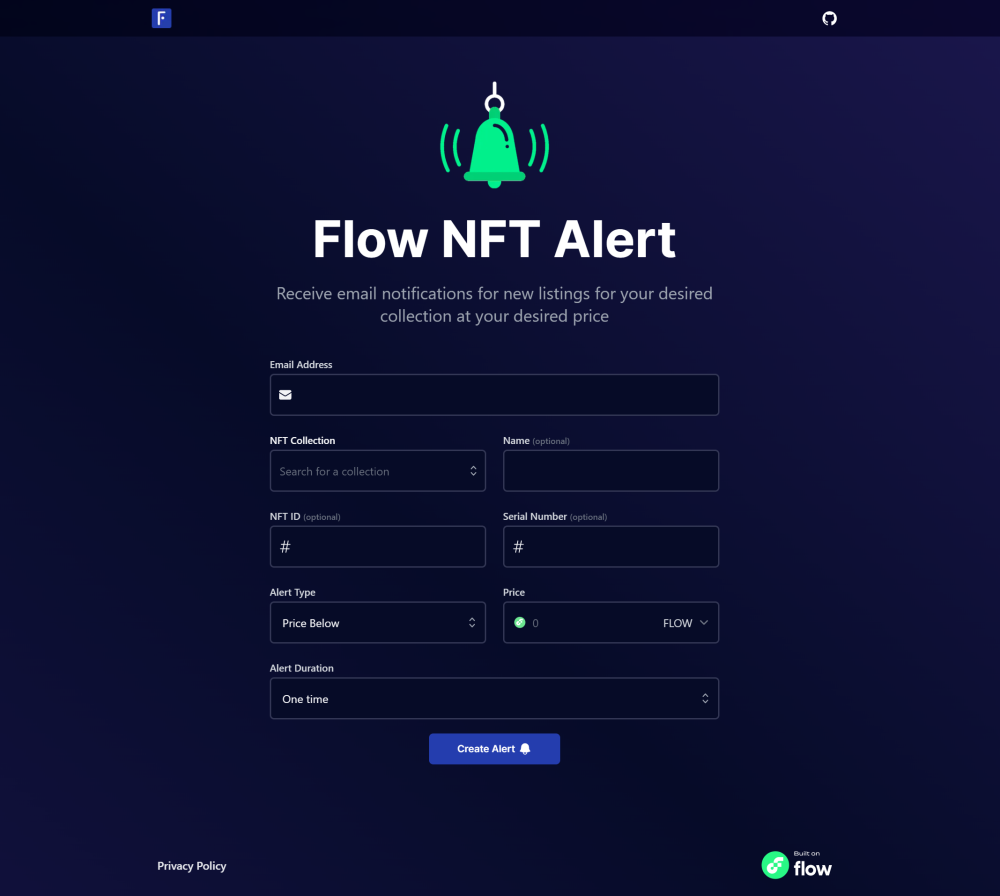 F
Flow NFT Alert
Receive email notifications for new listings for your desired
collection at your desired price
Email Address
NFT Collection
Name (optional)
Search for a collection
NFT ID (optional)
Serial Number (optional)
#
#
Alert Type
Price
Price Below
0 FLOW
Alert Duration
One time
Create Alert
Privacy Policy
Built on
flow